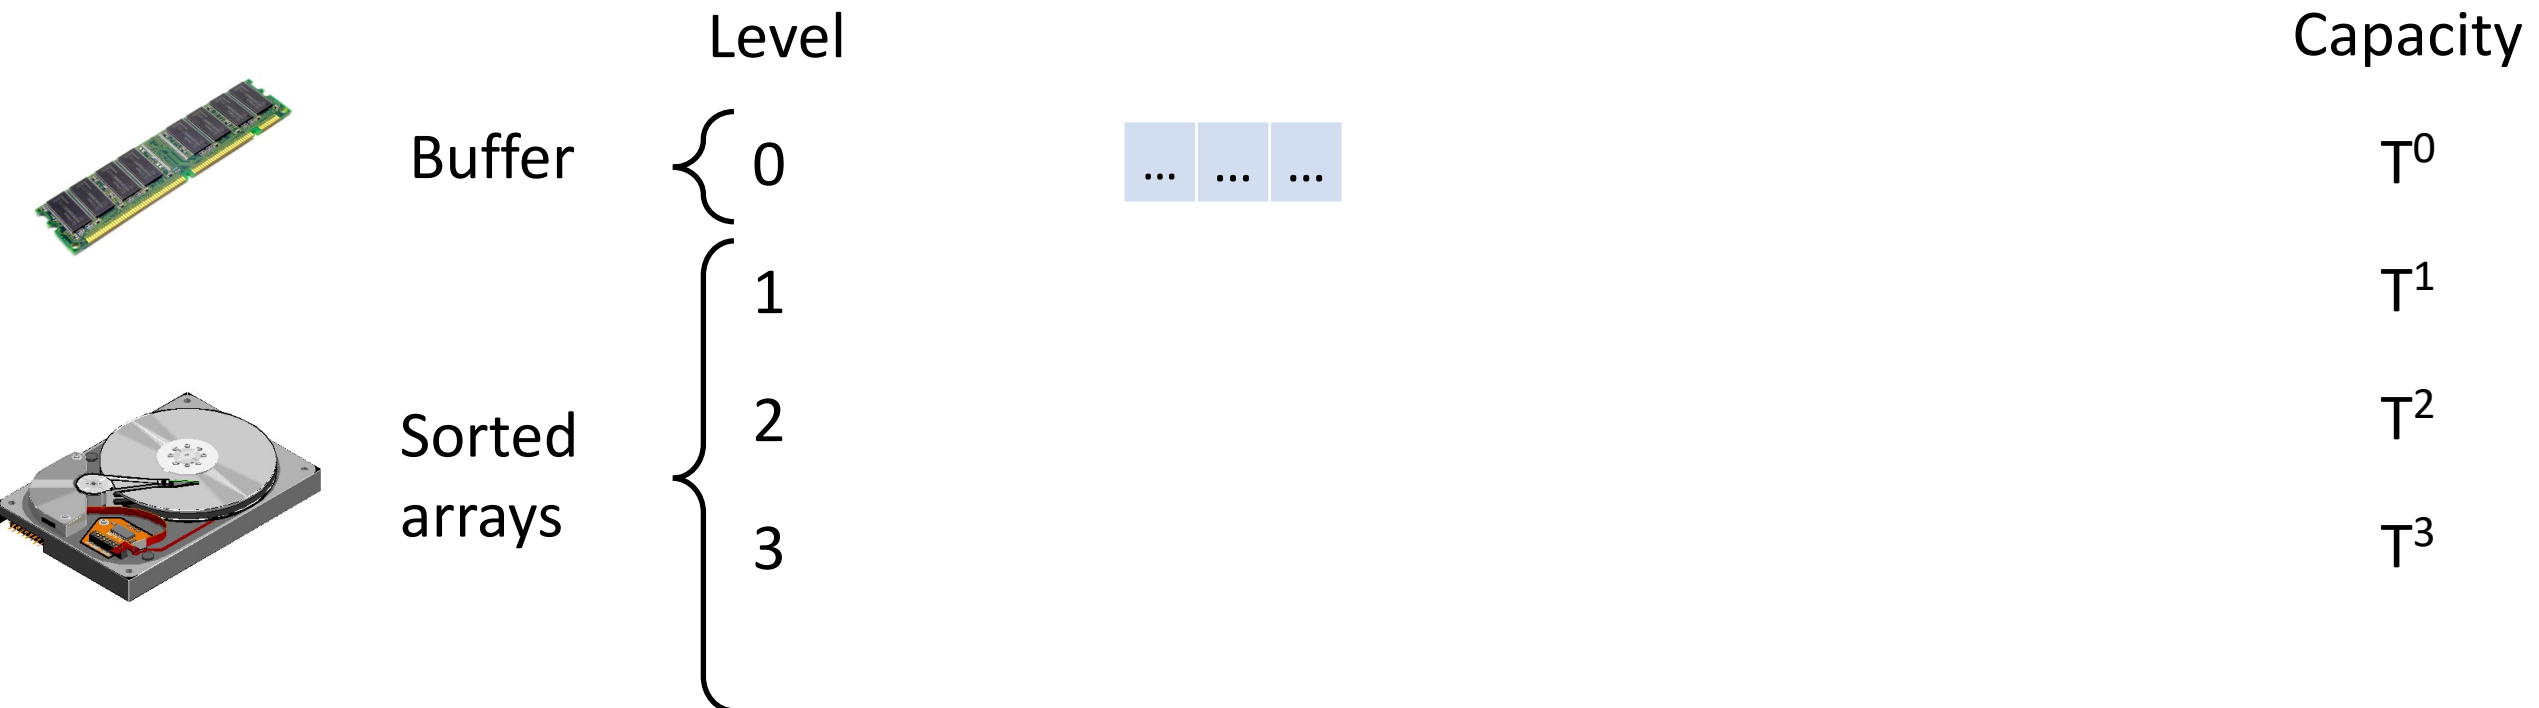 Level
Capacity
Buffer
0
... ... ...
T⁰
1
T¹
Sorted
arrays
2
T²
3
T³